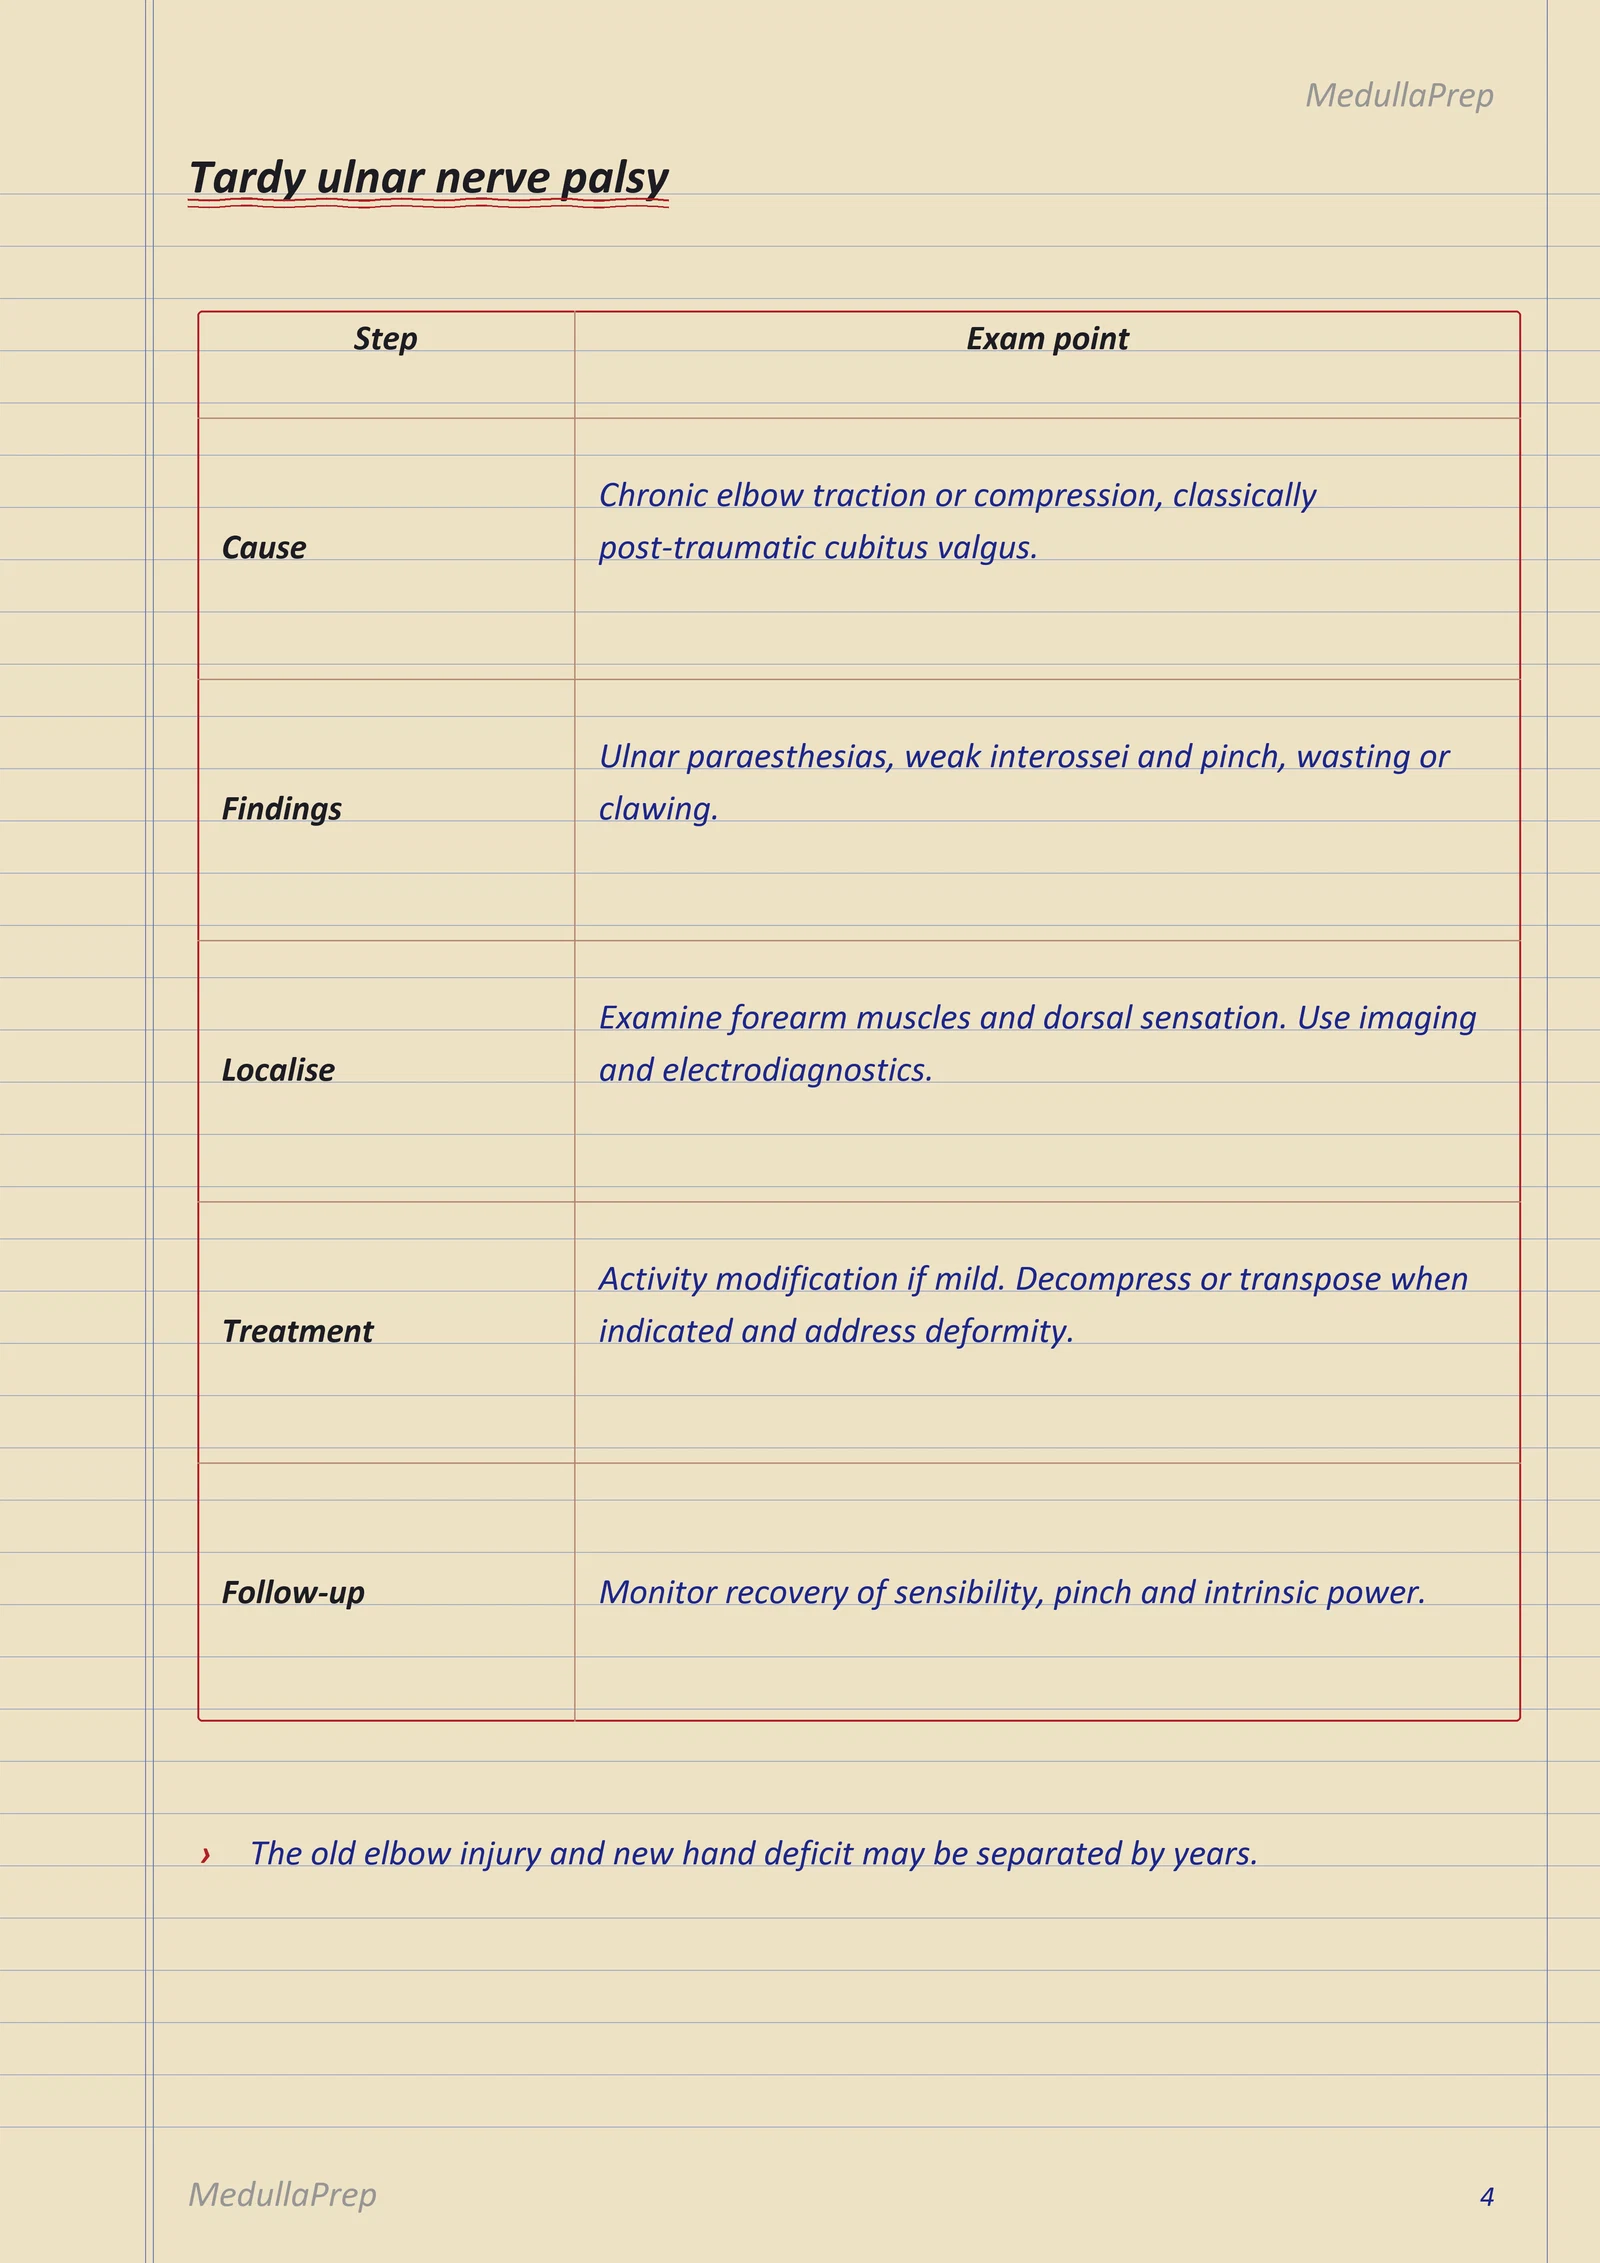 MedullaPrep
Tardy ulnar nerve palsy
Step
Exam point
Cause
Chronic elbow traction or compression, classically
post-traumatic cubitus valgus.
Findings
Ulnar paraesthesias, weak interossei and pinch, wasting or
clawing.
Localise
Examine forearm muscles and dorsal sensation. Use imaging
and electrodiagnostics.
Treatment
Activity modification if mild. Decompress or transpose when
indicated and address deformity.
Follow-up
Monitor recovery of sensibility, pinch and intrinsic power.
› The old elbow injury and new hand deficit may be separated by years.
MedullaPrep
4